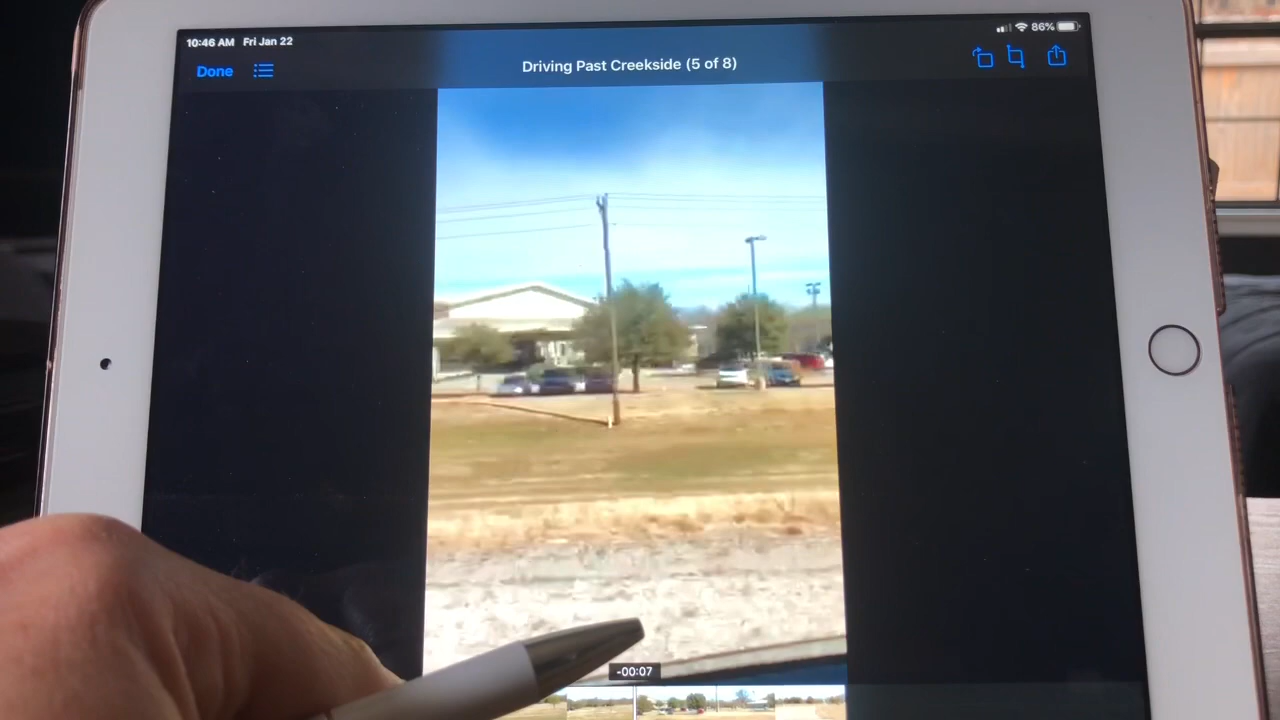 10:46 AM Fri Jan 22
86%
Done
Driving Past Creekside (5 of 8)
-00:07